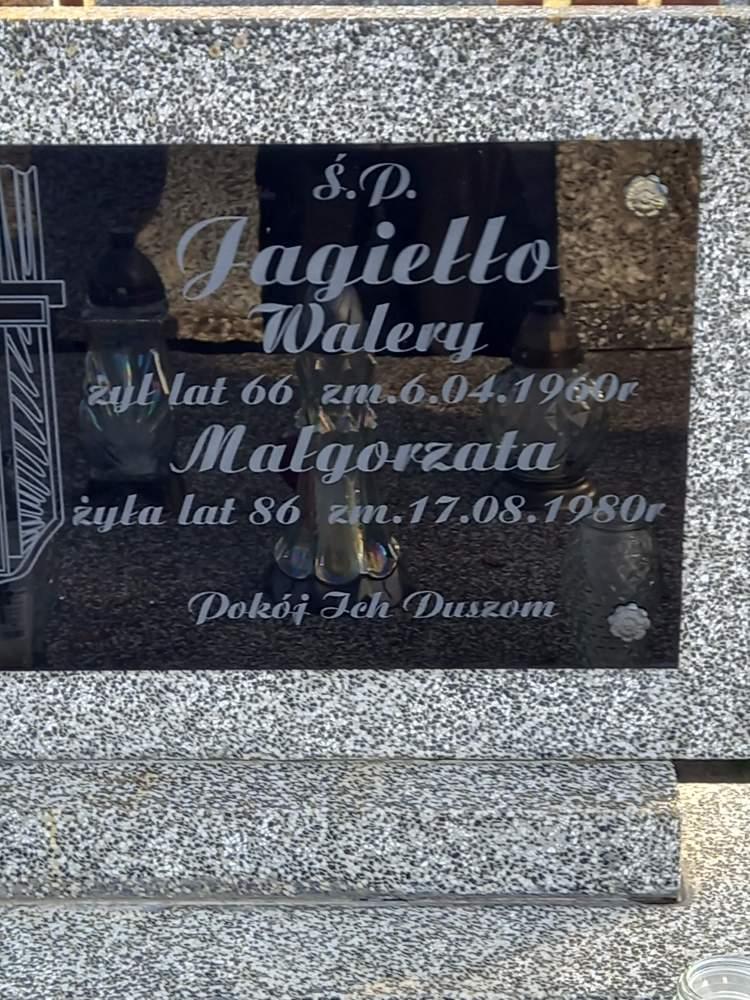 Ś.P.
Jagiełło
Walery
żył lat 66 zm.6.04.1960r
Małgorzata
żyła lat 86 zm.17.08.1980r
Pokój Ich Duszom